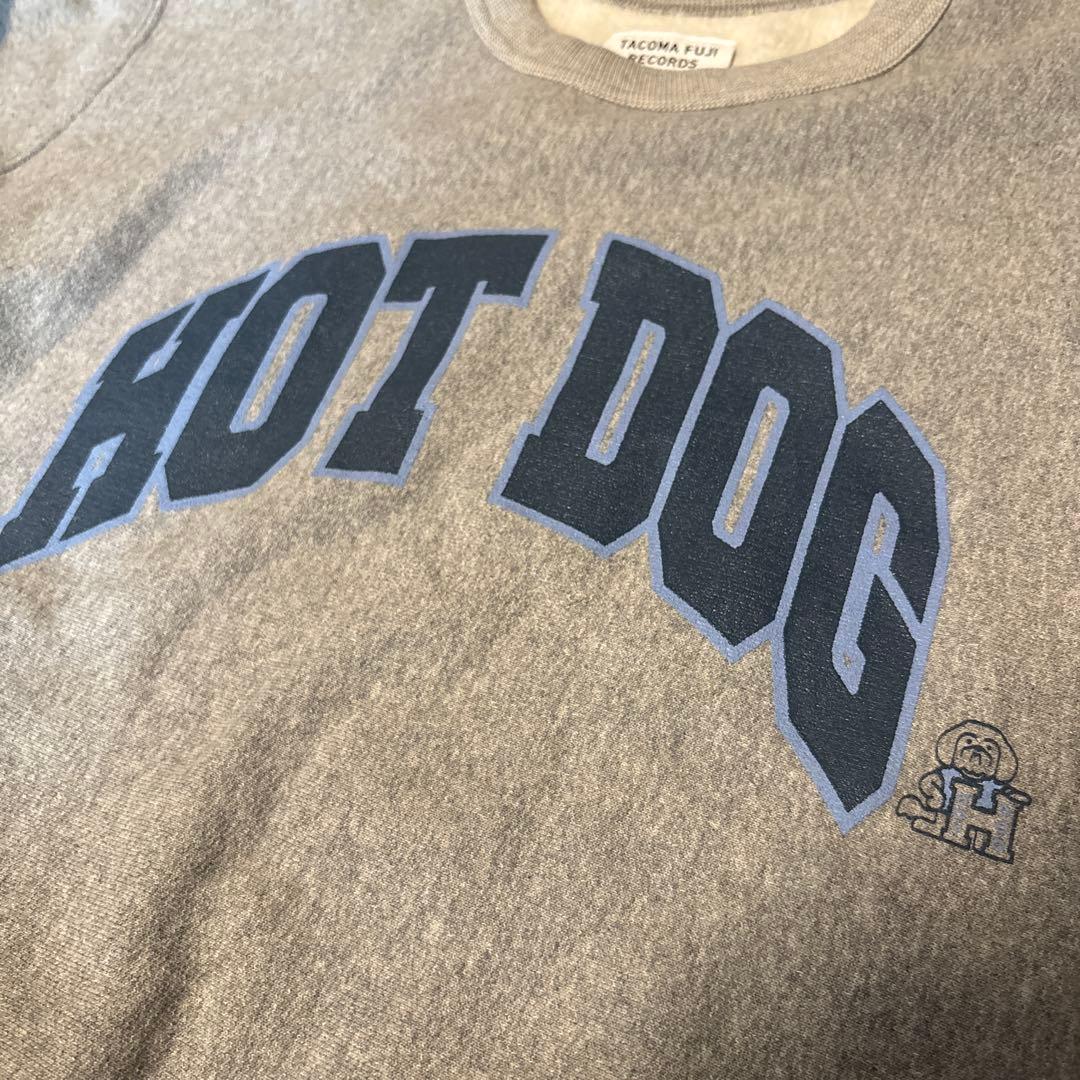 TACOMA FUJI
RECORDS
HOT DOG
H